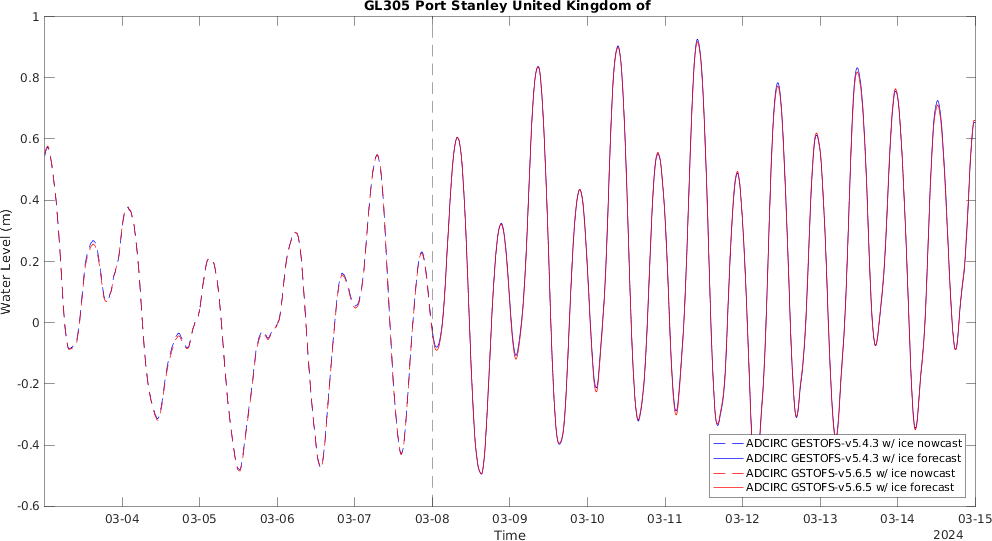 GL305 Port Stanley United Kingdom of
1
0.8
0.6
0.4
0.2
0
-0.2
-0.4
-0.6
Water Level (m)
03-04 03-05 03-06 03-07 03-08 03-09 03-10 03-11 03-12 03-13 03-14 03-15
Time
2024
ADCIRC GESTOFS-v5.4.3 w/ ice nowcast
ADCIRC GESTOFS-v5.4.3 w/ ice forecast
ADCIRC GSTOFS-v5.6.5 w/ ice nowcast
ADCIRC GSTOFS-v5.6.5 w/ ice forecast